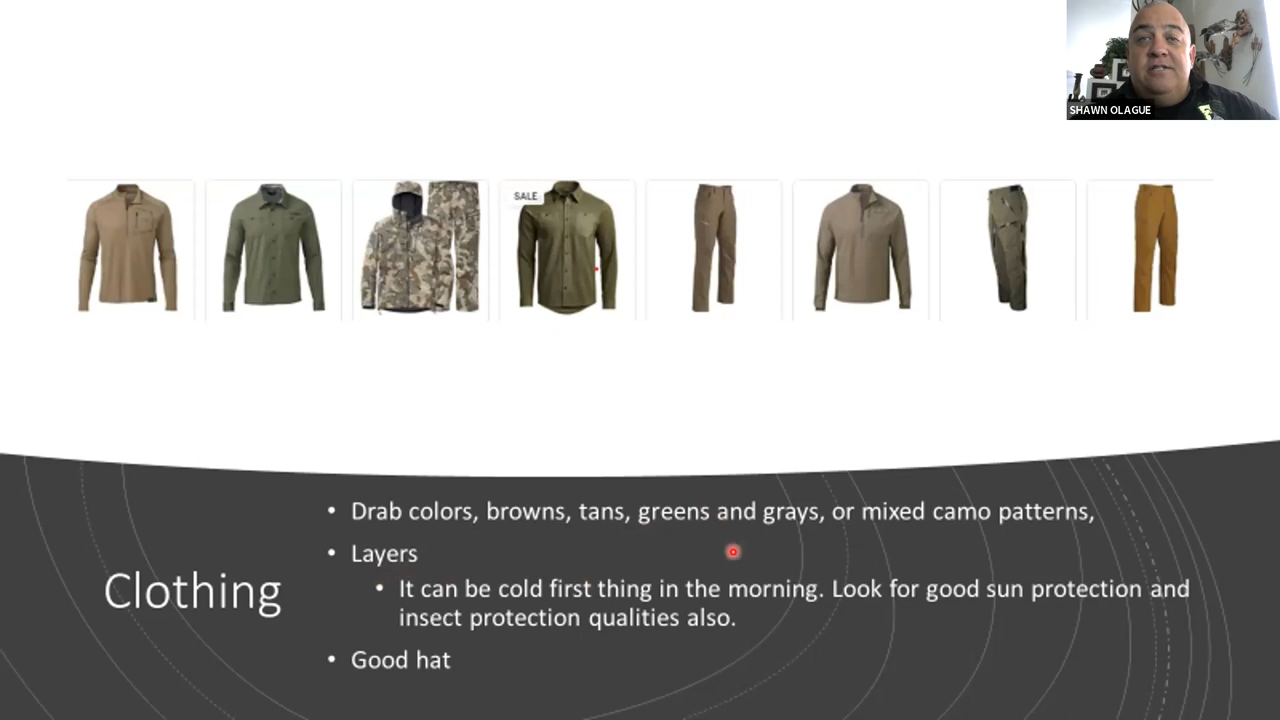 SHAWN OLAGUE
SALE
Clothing
• Drab colors, browns, tans, greens and grays, or mixed camo patterns,
• Layers
• It can be cold first thing in the morning. Look for good sun protection and
insect protection qualities also.
• Good hat